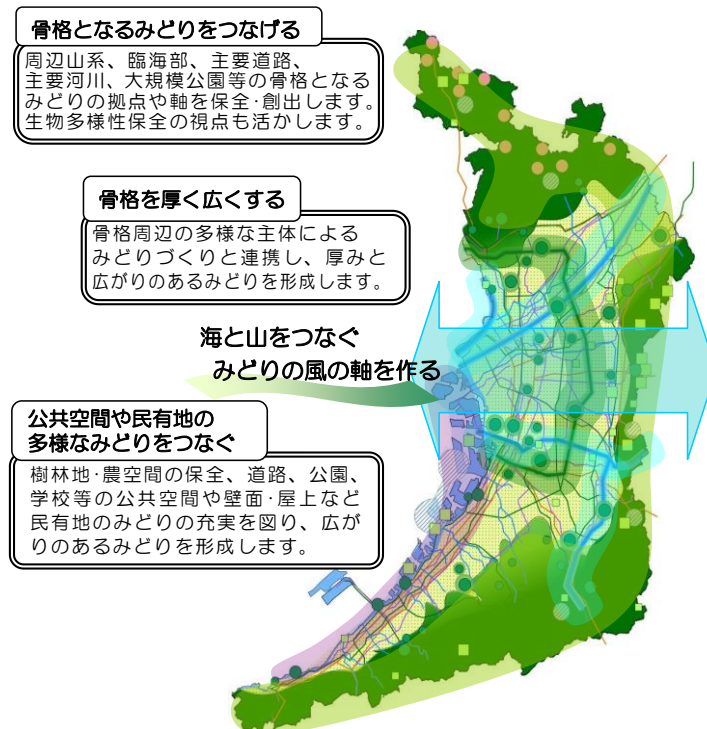 骨格となるみどりをつなげる
周辺山系、臨海部、主要道路、
主要河川、大規模公園等の骨格となる
みどりの拠点や軸を保全・創出します。
生物多様性保全の視点も活かします。
骨格を厚く広くする
骨格周辺の多様な主体による
みどりづくりと連携し、厚みと
広がりのあるみどりを形成します。
海と山をつなぐ
みどりの風の軸を作る
公共空間や民有地の
多様なみどりをつなぐ
樹林地・農空間の保全、道路、公園、
学校等の公共空間や壁面・屋上など
民有地のみどりの充実を図り、広が
りのあるみどりを形成します。